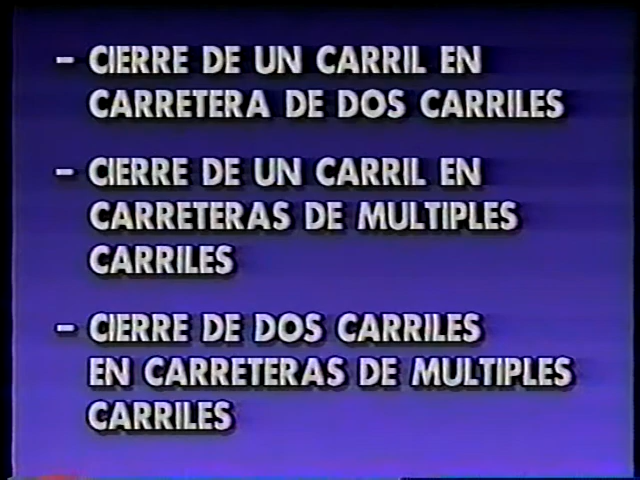 - CIERRE DE UN CARRIL EN
CARRETERA DE DOS CARRILES
- CIERRE DE UN CARRIL EN
CARRETERAS DE MULTIPLES
CARRILES
- CIERRE DE DOS CARRILES
EN CARRETERAS DE MULTIPLES
CARRILES